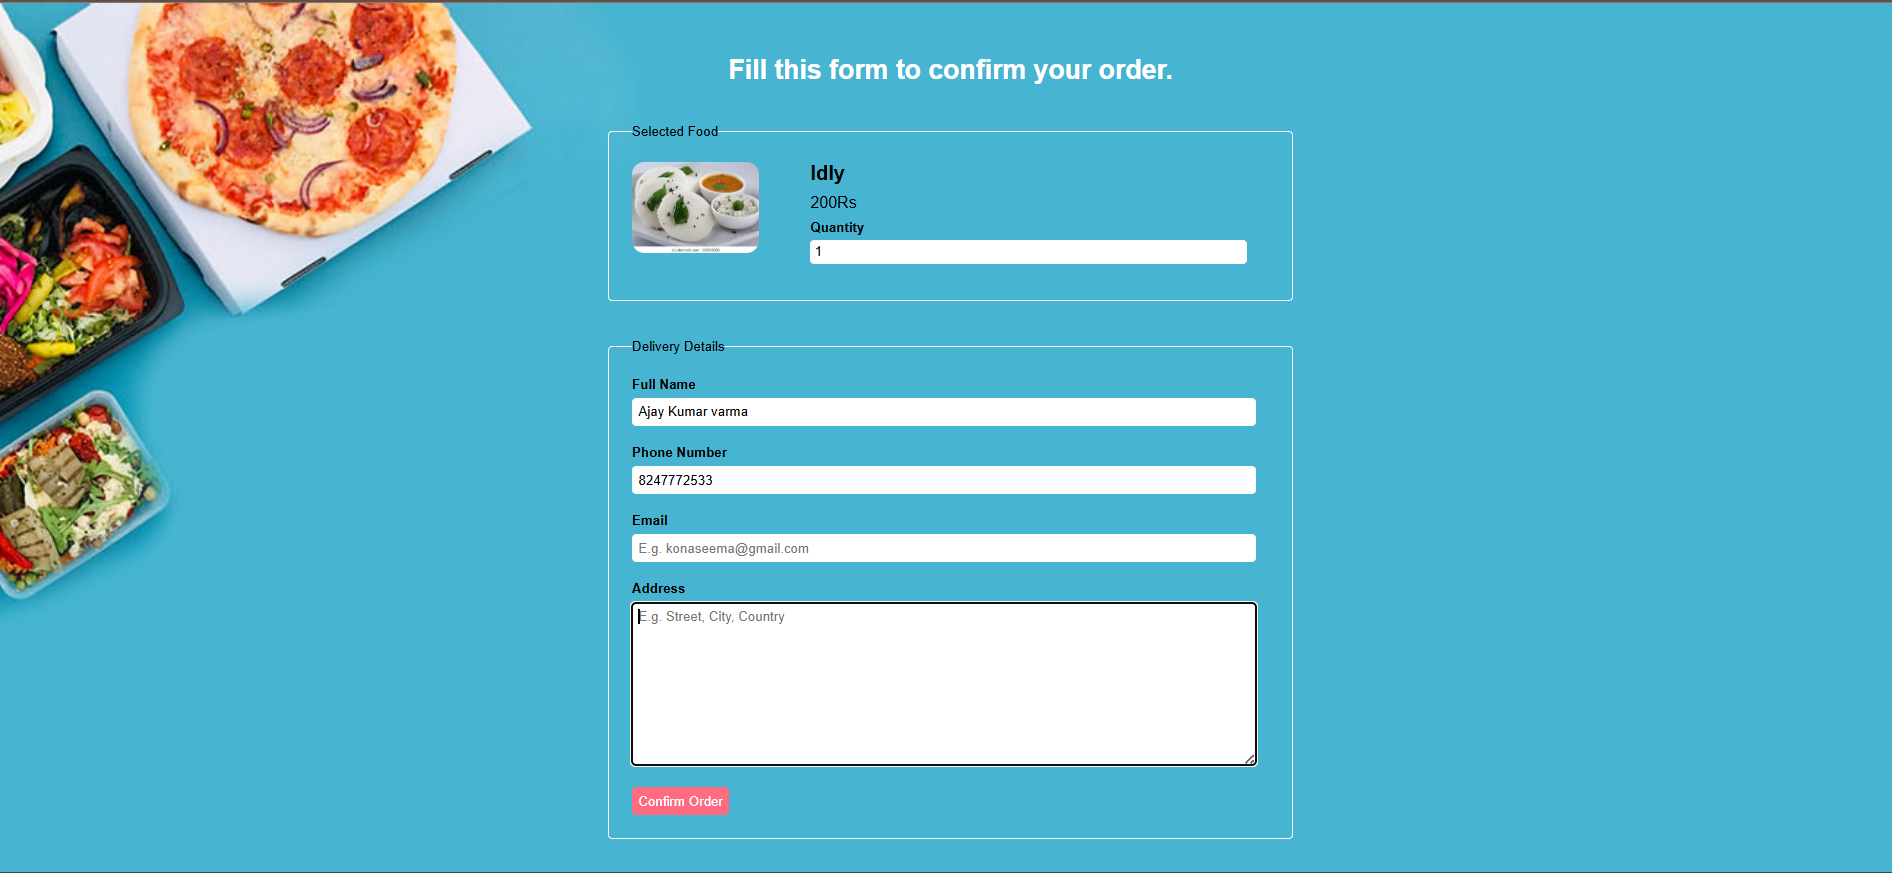 Fill this form to confirm your order.
Selected Food
Idly
200Rs
Quantity
1
Delivery Details
Full Name
Ajay Kumar varma
Phone Number
8247772533
Email
E.g. konaseema@gmail.com
Address
E.g. Street, City, Country
Confirm Order